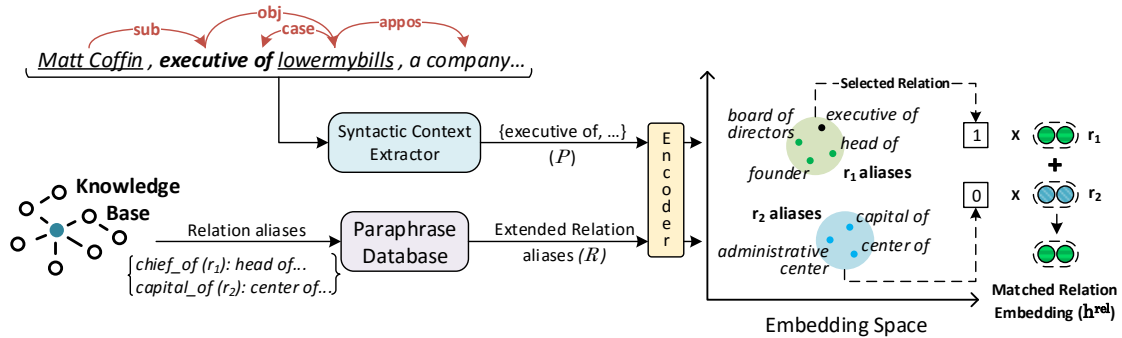 sub
obj
case
appos
Matt Coffin , executive of lowermybills , a company...
Syntactic Context
Extractor
{executive of, ...}
(P)
Encoder
Knowledge
Base
Relation aliases
chief_of (r1): head of...
capital_of (r2): center of...
Paraphrase
Database
Extended Relation
aliases (R)
Selected Relation
board of
directors
executive of
head of
founder
r1 aliases
r2 aliases
capital of
administrative
center
center of
Embedding Space
1
x
r1
+
0
x
r2
Matched Relation
Embedding (h^rel)